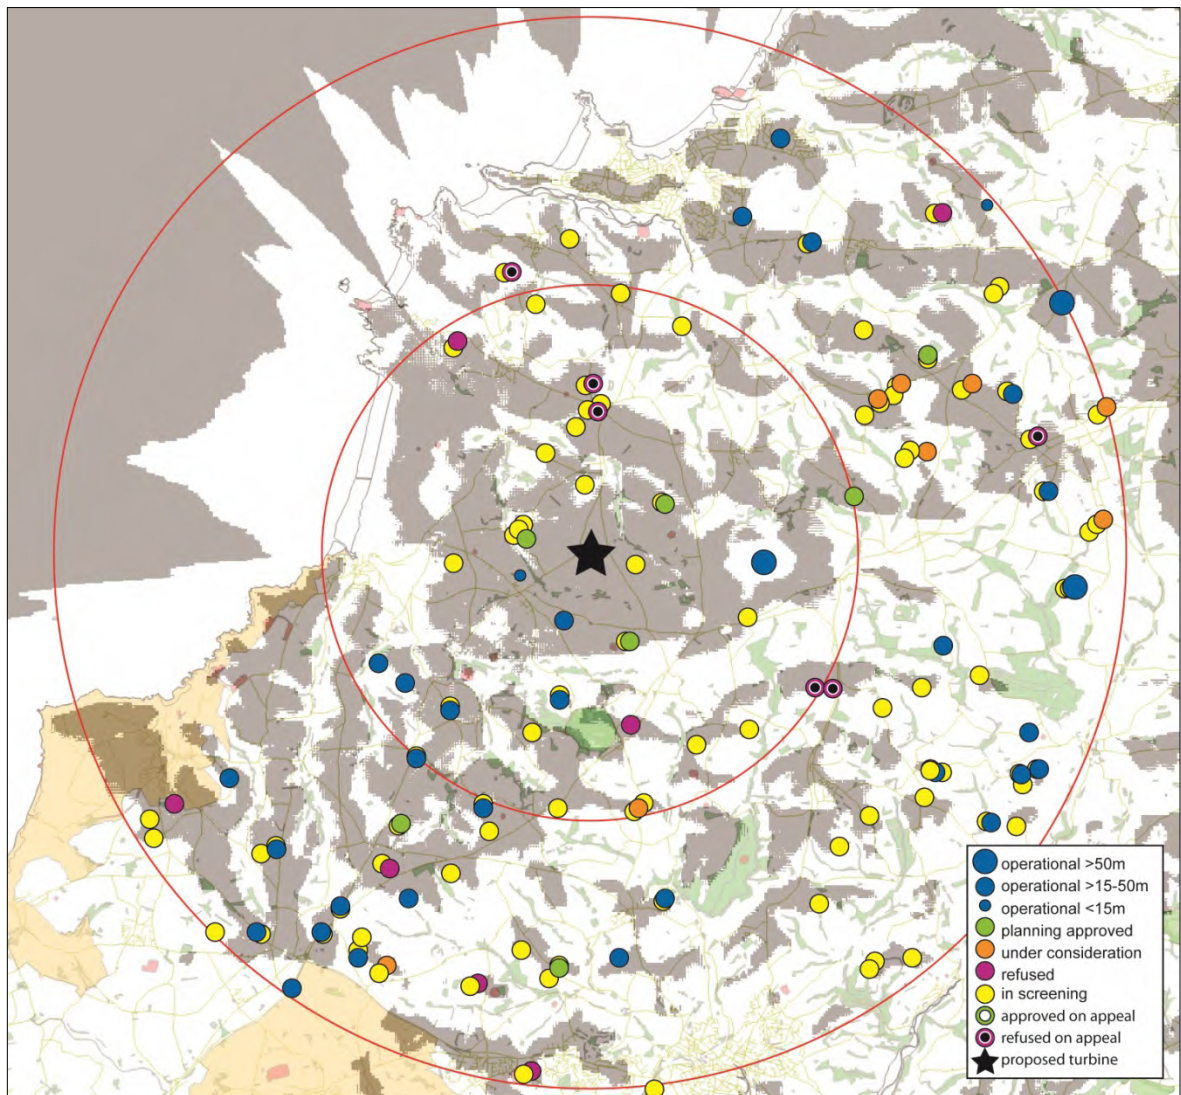 operational >50m
operational >15-50m
operational <15m
planning approved
under consideration
refused
in screening
approved on appeal
refused on appeal
proposed turbine